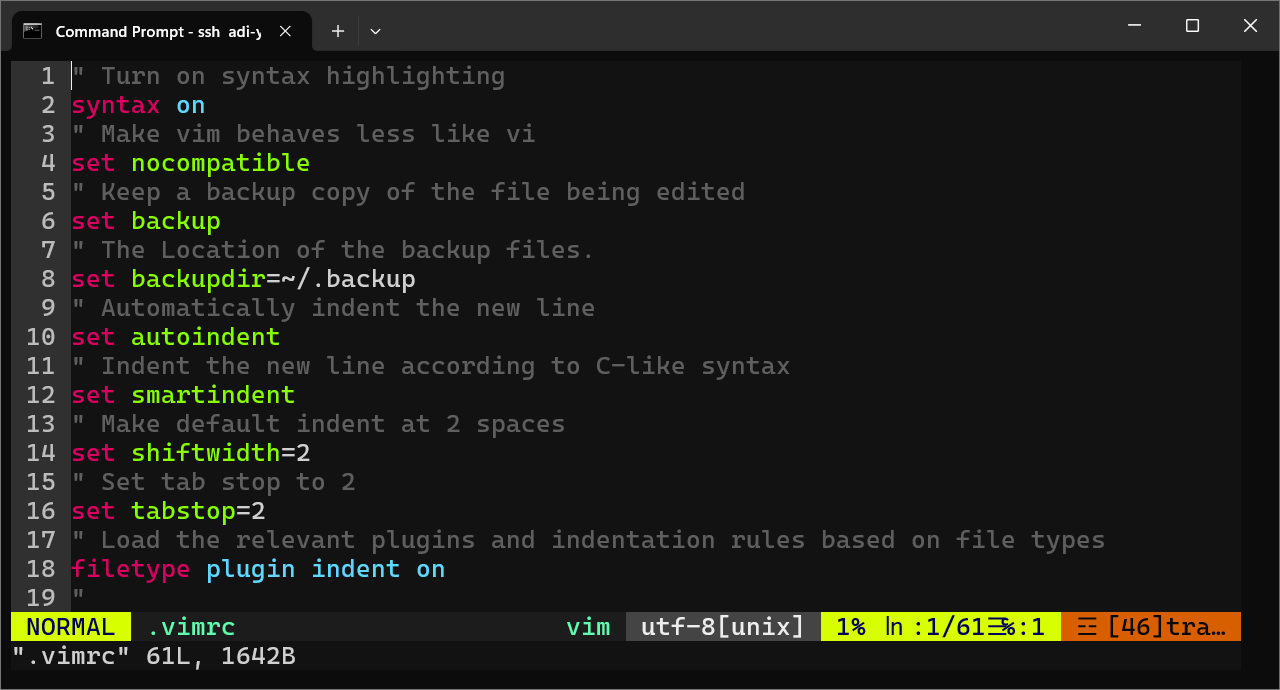 Command Prompt - ssh adi-y
1 " Turn on syntax highlighting
2 syntax on
3 " Make vim behaves less like vi
4 set nocompatible
5 " Keep a backup copy of the file being edited
6 set backup
7 " The Location of the backup files.
8 set backupdir=~/.backup
9 " Automatically indent the new line
10 set autoindent
11 " Indent the new line according to C-like syntax
12 set smartindent
13 " Make default indent at 2 spaces
14 set shiftwidth=2
15 " Set tab stop to 2
16 set tabstop=2
17 " Load the relevant plugins and indentation rules based on file types
18 filetype plugin indent on
19 "
NORMAL .vimrc vim utf-8[unix] 1% ln :1/61☰℅:1 ☲ [46]tra…
".vimrc" 61L, 1642B